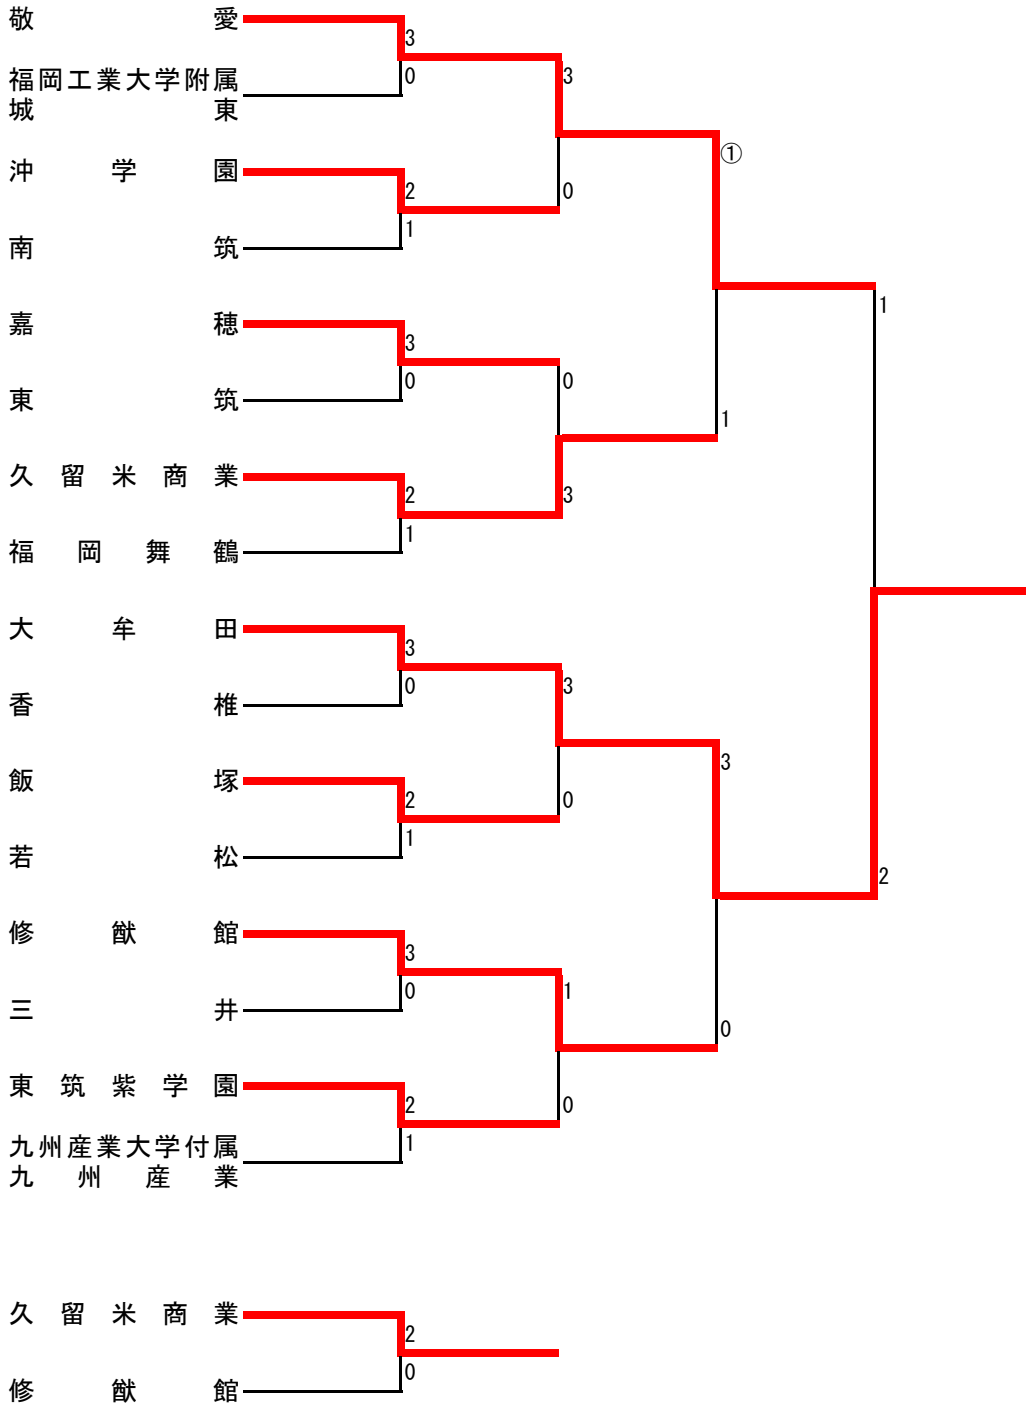 敬愛
3
0
福岡工業大学附属
城東
3
①
沖学園
2
0
1
南筑
嘉穂
3
0
0
東筑
1
1
久留米商業
2
3
1
福岡舞鶴
大牟田
3
0
3
香椎
3
飯塚
2
0
1
若松
2
修猷館
3
0
1
三井
0
東筑紫学園
2
0
1
九州産業大学付属
九州産業
久留米商業
2
0
修猷館